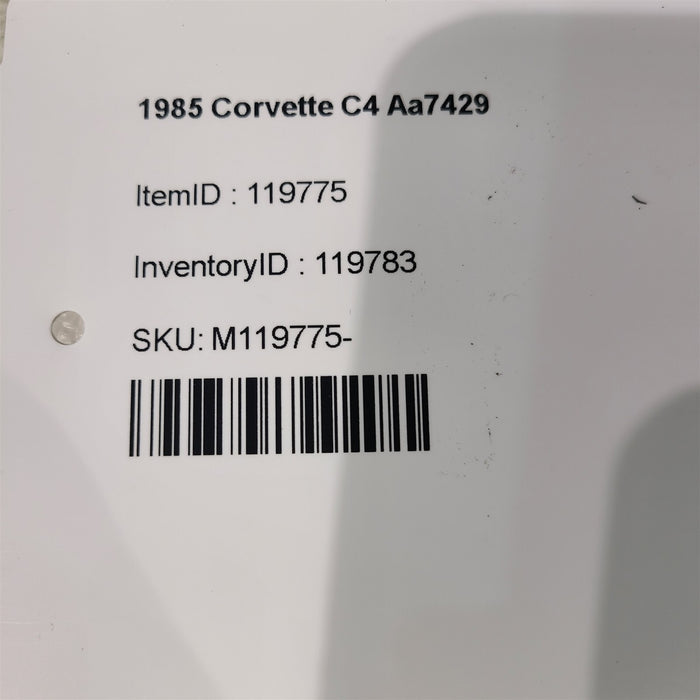 1985 Corvette C4 Aa7429
ItemID : 119775
InventoryID : 119783
SKU: M119775-